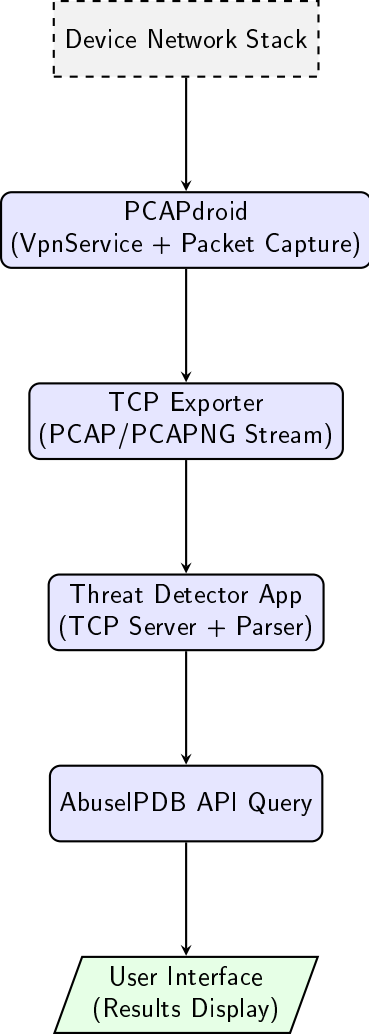 Device Network Stack
PCAPdroid
(VpnService + Packet Capture)
TCP Exporter
(PCAP/PCAPNG Stream)
Threat Detector App
(TCP Server + Parser)
AbuseIPDB API Query
User Interface
(Results Display)